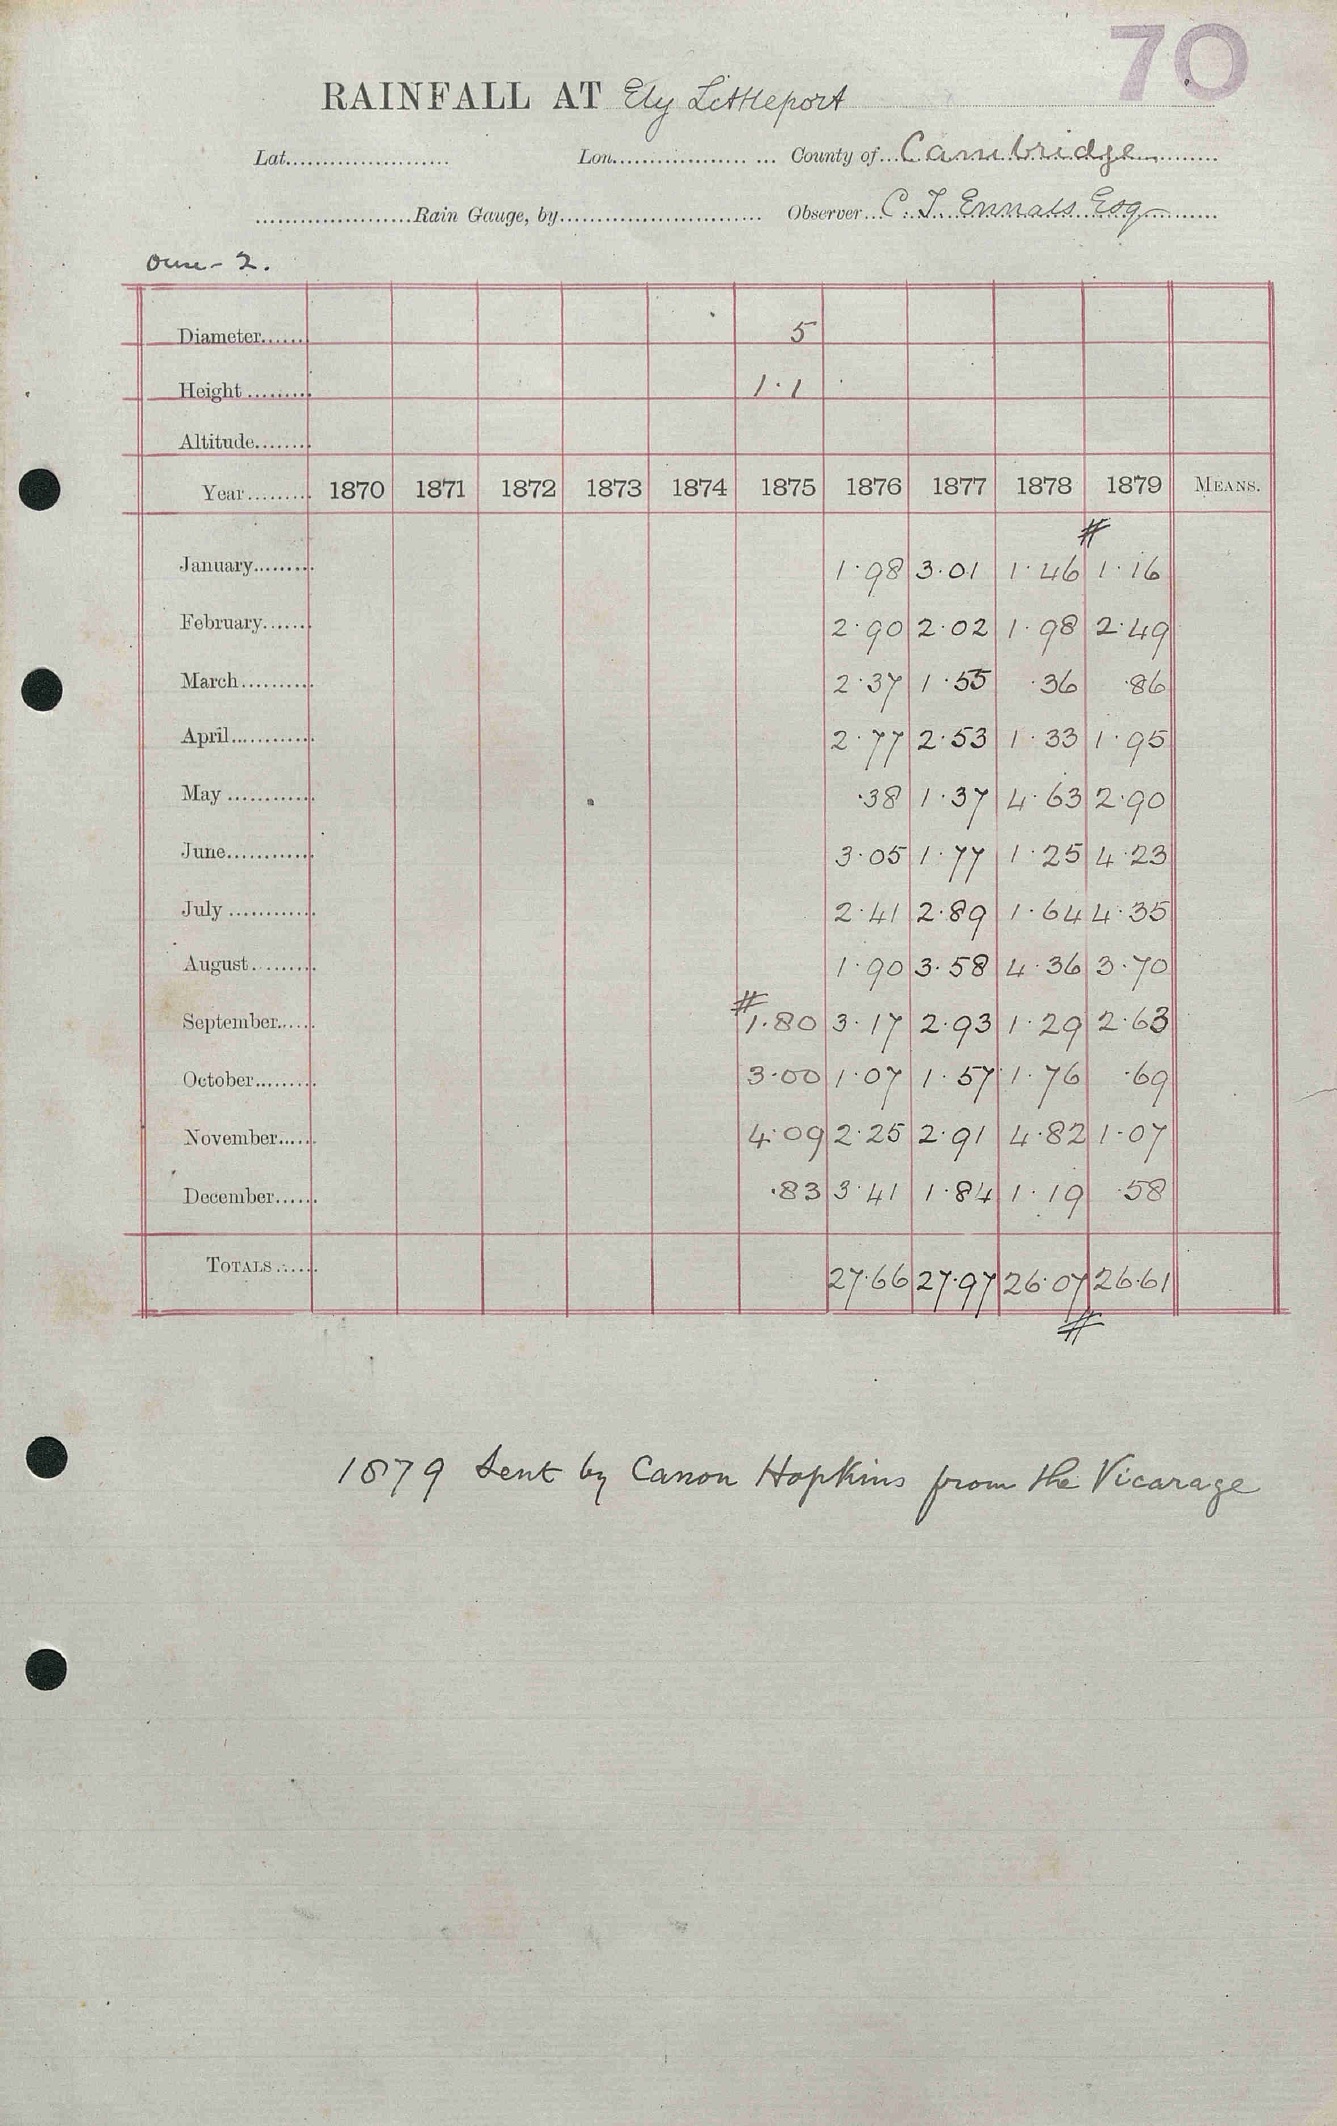 70
RAINFALL AT Ely Littleport
Lat...................... Lon................... ... County of...Cambridge............
.....................Rain Gauge, by............................ Observer...C. J. Ennals Esq............
Ouse - 2.
Diameter...... 5
Height ......... 1.1
Altitude........
Year......... 1870 1871 1872 1873 1874 1875 1876 1877 1878 1879 MEANS.
#
January......... 1.98 3.01 1.46 1.16
February....... 2.90 2.02 1.98 2.49
March.......... 2.37 1.55 .36 .86
April............ 2.77 2.53 1.33 1.95
May ............ .38 1.37 4.63 2.90
June............ 3.05 1.77 1.25 4.23
July ............ 2.41 2.89 1.64 4.35
August......... 1.90 3.58 4.36 3.70
#
September...... 1.80 3.17 2.93 1.29 2.63
October......... 3.00 1.07 1.57 1.76 .69
November...... 4.09 2.25 2.91 4.82 1.07
December...... .83 3.41 1.84 1.19 .58
TOTALS ...... 27.66 27.97 26.07 26.61
#
1879 Sent by Canon Hopkins from the Vicarage